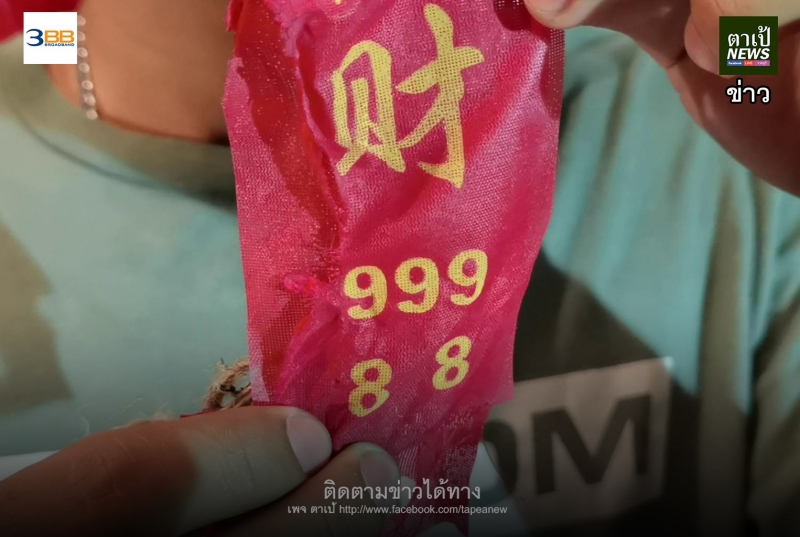 3BB
BROADBAND
ตาเป้
NEWS
ข่าว
财
999
8 8
OM
ติดตามข่าวได้ทาง
เพจ ตาเป้ http://www.facebook.com/tapeanew